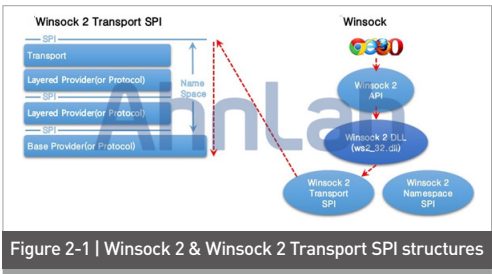 Winsock 2 Transport SPI
SPI
Transport
Layered Provider(or Protocol)
SPI
Layered Provider(or Protocol)
SPI
Base Provider(or Protocol)
Name
Space
Winsock
Winsock 2
API
Winsock 2 DLL
(ws2_32.dll)
Winsock 2
Transport
SPI
Winsock 2
Namespace
SPI
AhnLab
Figure 2-1 | Winsock 2 & Winsock 2 Transport SPI structures